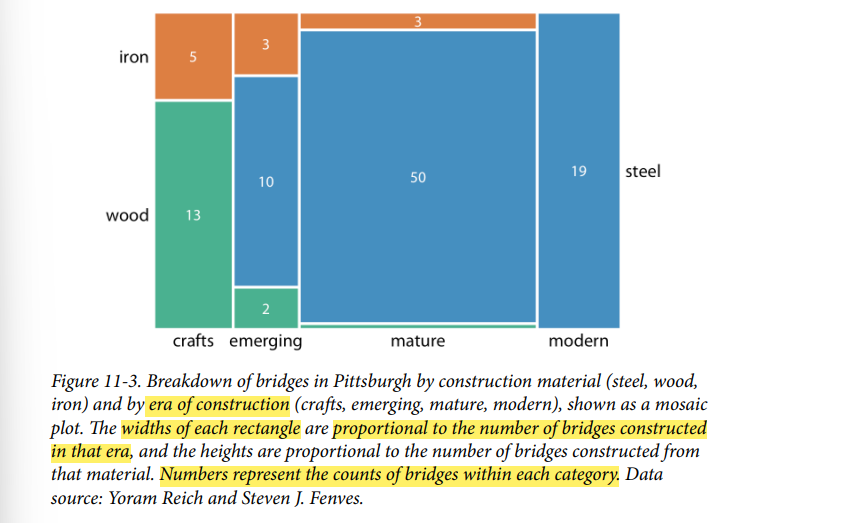 3
iron 5 3
10 50 19 steel
wood 13
2
crafts emerging mature modern
Figure 11-3. Breakdown of bridges in Pittsburgh by construction material (steel, wood,
iron) and by era of construction (crafts, emerging, mature, modern), shown as a mosaic
plot. The widths of each rectangle are proportional to the number of bridges constructed
in that era, and the heights are proportional to the number of bridges constructed from
that material. Numbers represent the counts of bridges within each category. Data
source: Yoram Reich and Steven J. Fenves.